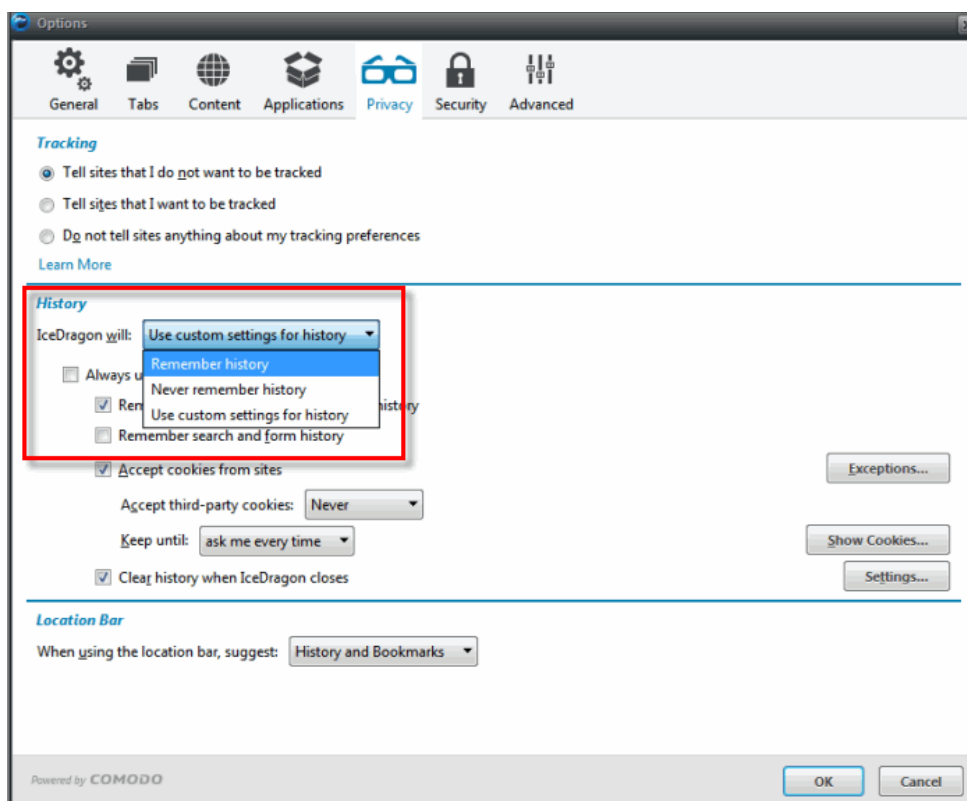 Options
General Tabs Content Applications Privacy Security Advanced
Tracking
Tell sites that I do not want to be tracked
Tell sites that I want to be tracked
Do not tell sites anything about my tracking preferences
Learn More
History
IceDragon will: Use custom settings for history
Remember history
Always u
Never remember history
Rem history
Use custom settings for history
Remember search and form history
Accept cookies from sites Exceptions...
Accept third-party cookies: Never
Keep until: ask me every time Show Cookies...
Clear history when IceDragon closes Settings...
Location Bar
When using the location bar, suggest: History and Bookmarks
Powered by COMODO OK Cancel